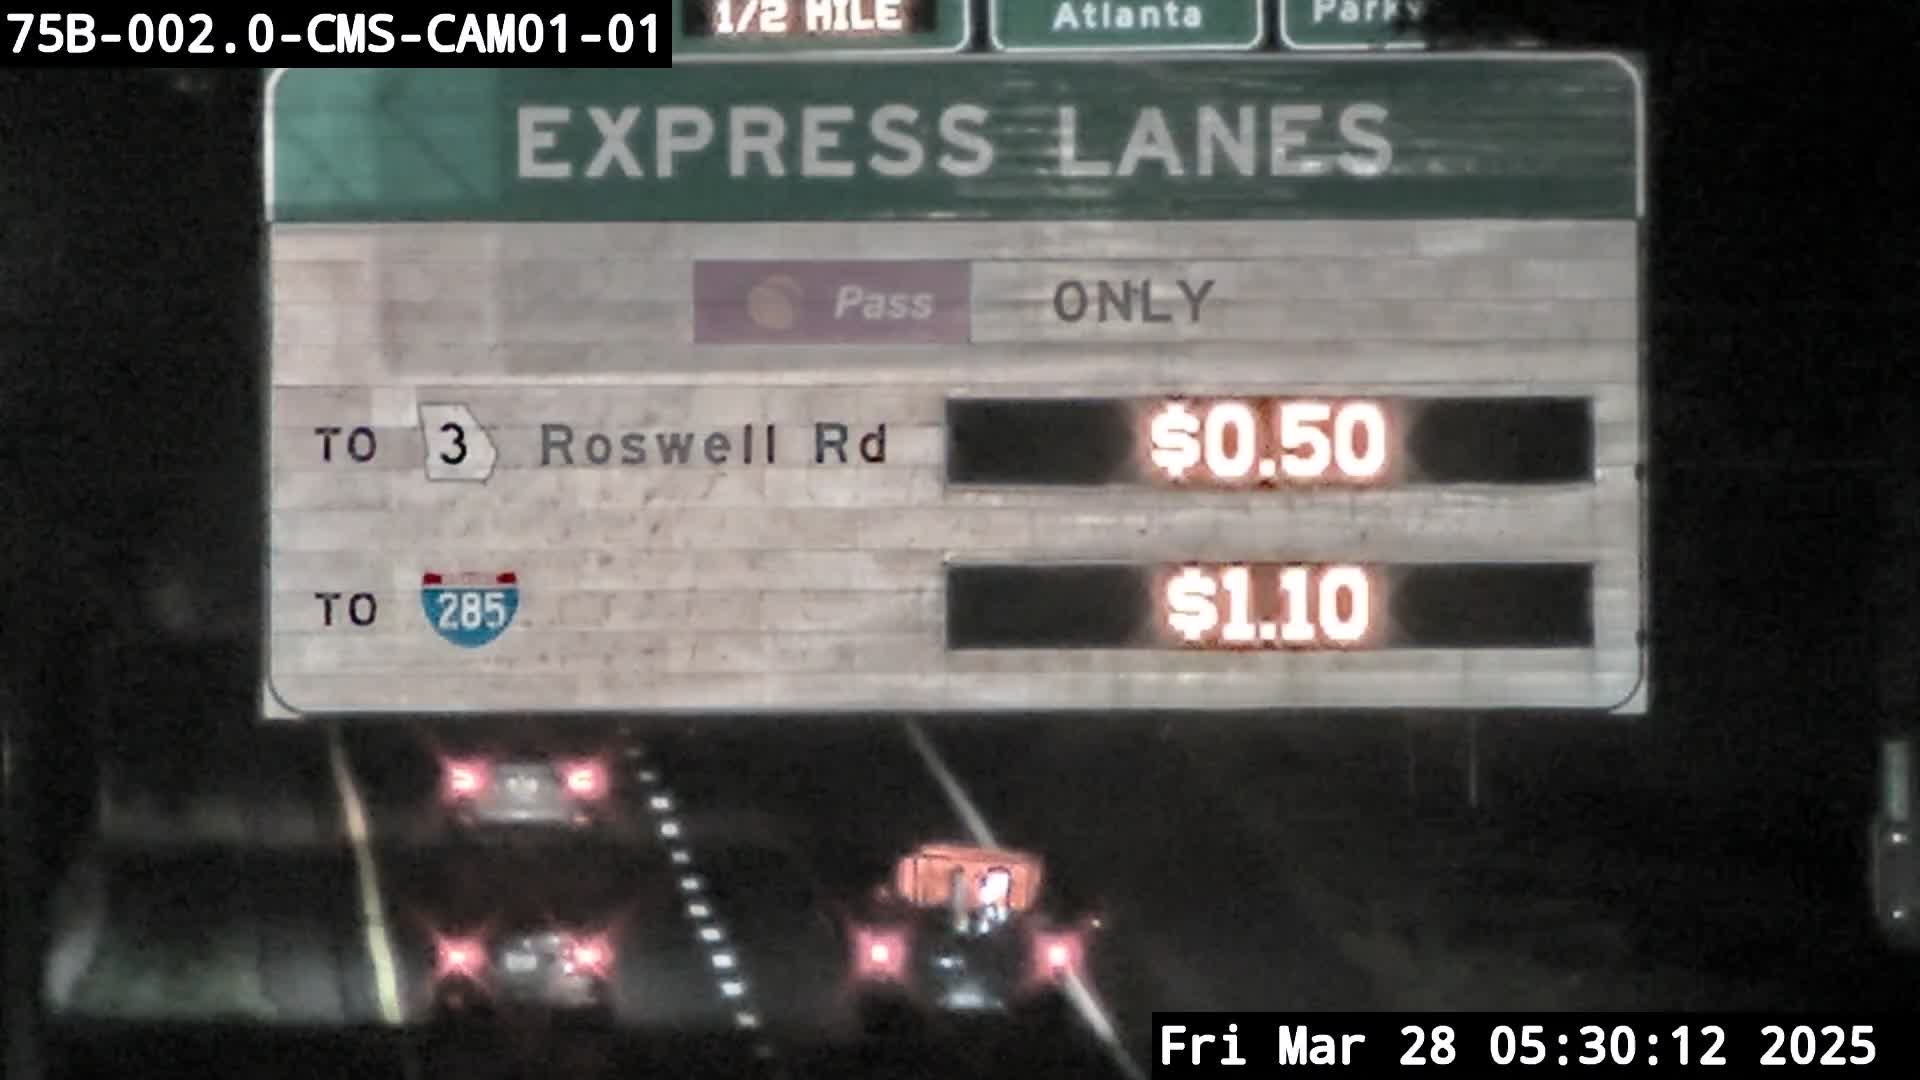 75B-002.0-CMS-CAM01-01
1/2 MILE
Atlanta
EXPRESS LANES
Pass ONLY
TO 3 Roswell Rd $0.50
TO 285 $1.10
Fri Mar 28 05:30:12 2025